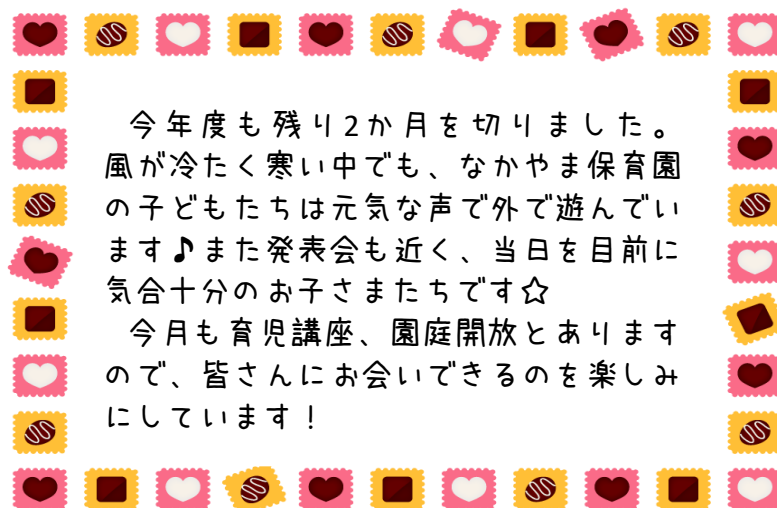 今年度も残り2か月を切りました。
風が冷たく寒い中でも、なかやま保育園
の子どもたちは元気な声で外で遊んでい
ます♪また発表会も近く、当日を目前に
気合十分のお子さまたちです☆
今月も育児講座、園庭開放とあります
ので、皆さんにお会いできるのを楽しみ
にしています！